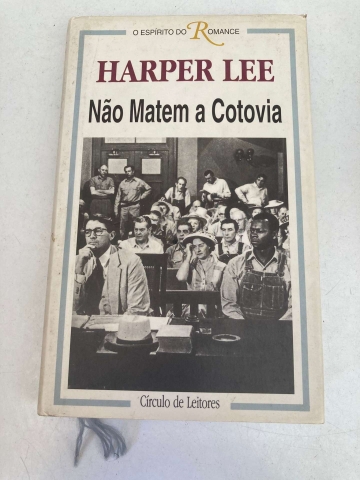 O ESPÍRITO DO ROMANCE
HARPER LEE
Não Matem a Cotovia
Círculo de Leitores